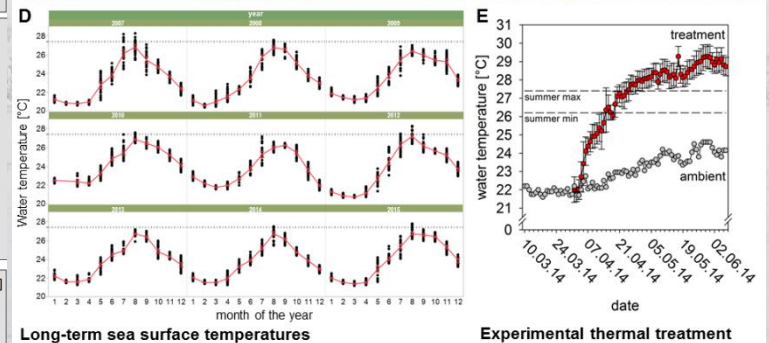 D
year
2007 2008 2009
28
26
24
22
20
2010 2011 2012
28
26
24
22
20
2013 2014 2015
28
26
24
22
20
Water temperature [°C]
1 2 3 4 5 6 7 8 9 10 11 12 1 2 3 4 5 6 7 8 9 10 11 12 1 2 3 4 5 6 7 8 9 10 11 12
month of the year
Long-term sea surface temperatures
E
31
30
29
28
27
26
25
24
23
22
21
0
water temperature [°C]
treatment
summer max
summer min
ambient
10.03.14
24.03.14
07.04.14
21.04.14
05.05.14
19.05.14
02.06.14
date
Experimental thermal treatment